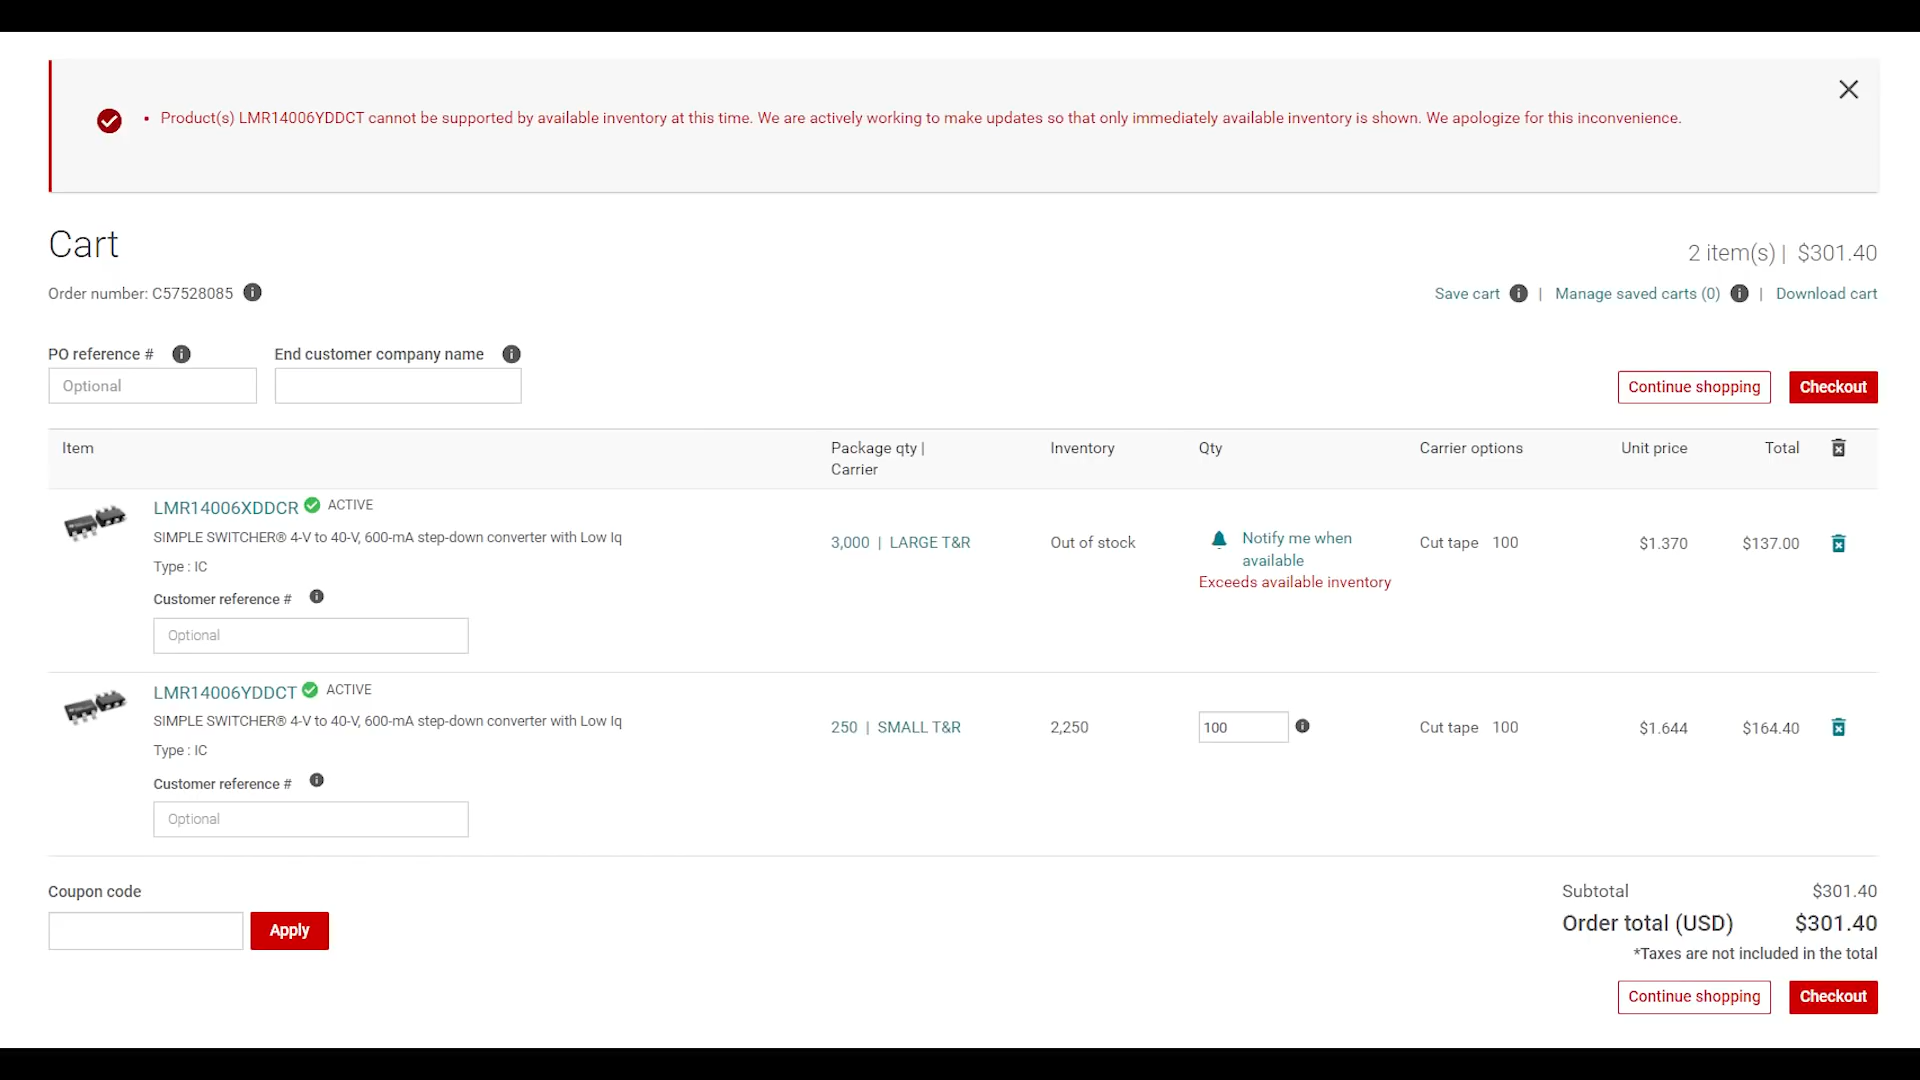 • Product(s) LMR14006YDDCT cannot be supported by available inventory at this time. We are actively working to make updates so that only immediately available inventory is shown. We apologize for this inconvenience.
Cart
2 item(s) | $301.40
Order number: C57528085
Save cart | Manage saved carts (0) | Download cart
PO reference #
End customer company name
Optional
Continue shopping
Checkout
Item
Package qty |
Carrier
Inventory
Qty
Carrier options
Unit price
Total
LMR14006XDDCR ACTIVE
SIMPLE SWITCHER® 4-V to 40-V, 600-mA step-down converter with Low Iq
Type : IC
Customer reference #
Optional
3,000 | LARGE T&R
Out of stock
Notify me when
available
Exceeds available inventory
Cut tape 100
$1.370
$137.00
LMR14006YDDCT ACTIVE
SIMPLE SWITCHER® 4-V to 40-V, 600-mA step-down converter with Low Iq
Type : IC
Customer reference #
Optional
250 | SMALL T&R
2,250
100
Cut tape 100
$1.644
$164.40
Coupon code
Apply
Subtotal $301.40
Order total (USD) $301.40
*Taxes are not included in the total
Continue shopping
Checkout